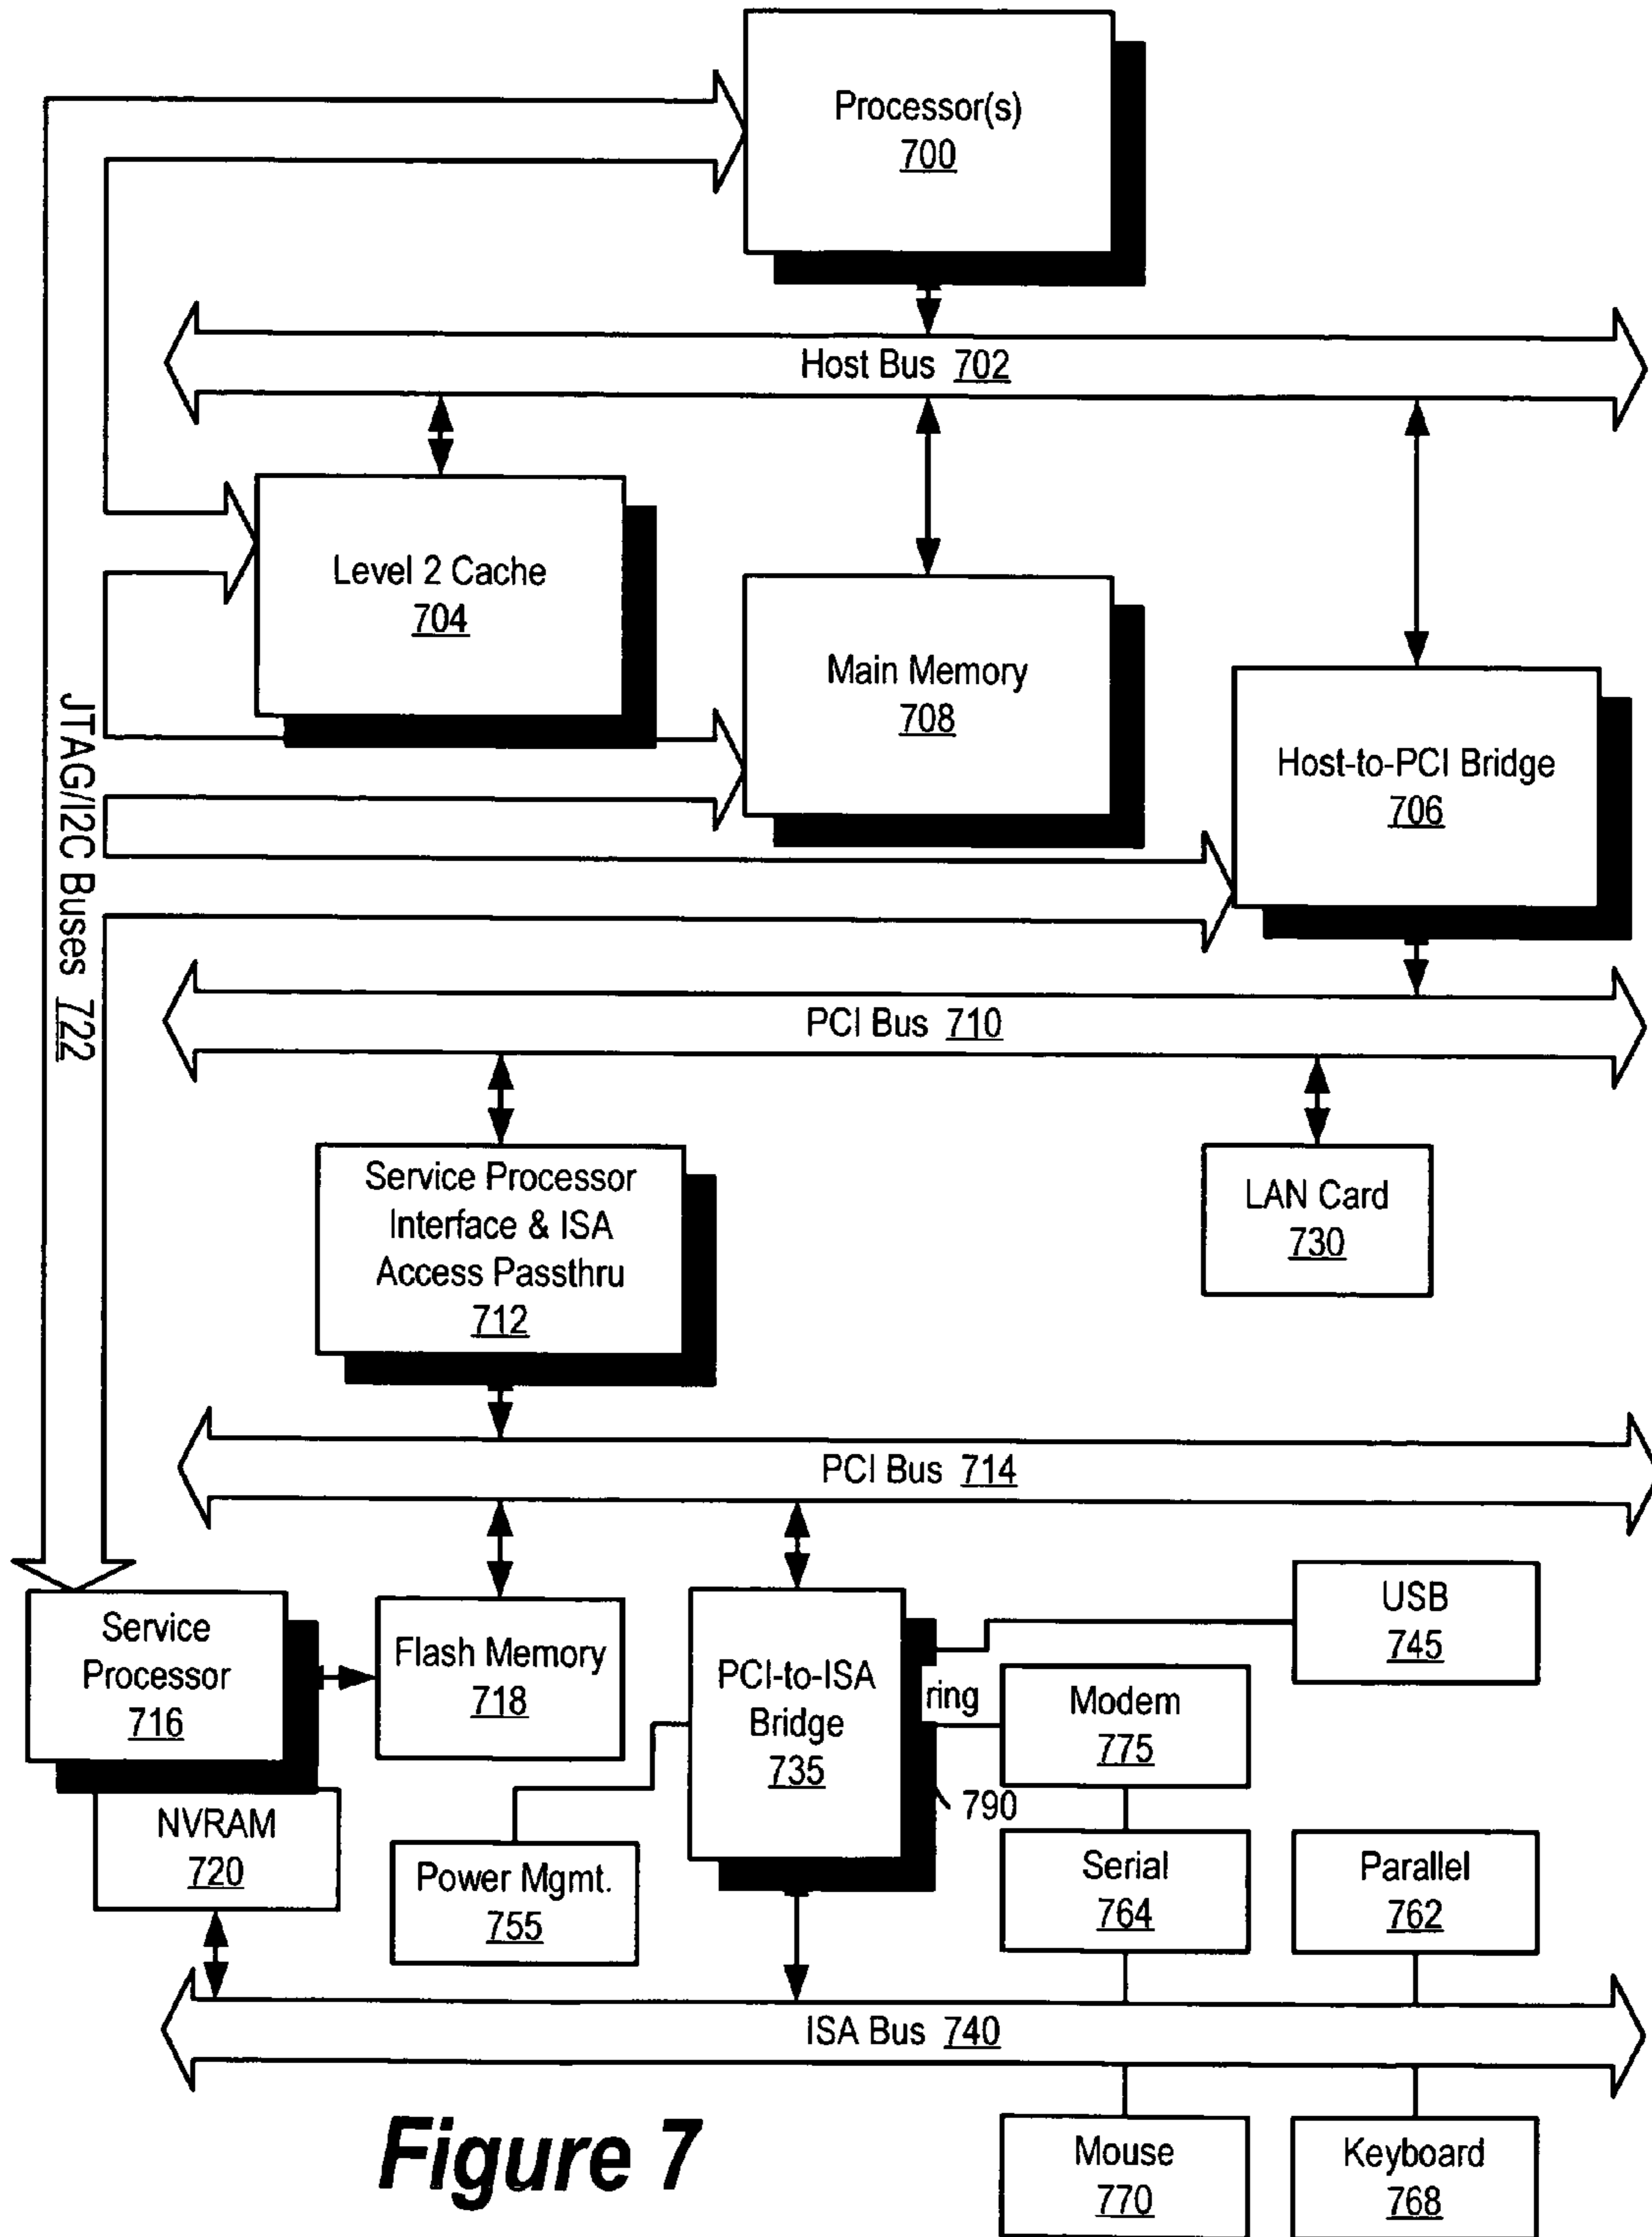 Processor(s)
700
Host Bus 702
Level 2 Cache
704
Main Memory
708
Host-to-PCI Bridge
706
JTAG/I2C Buses 722
PCI Bus 710
Service Processor
Interface & ISA
Access Passthru
712
LAN Card
730
PCI Bus 714
Service
Processor
716
Flash Memory
718
PCI-to-ISA
Bridge
735
USB
745
ring
Modem
775
790
NVRAM
720
Power Mgmt.
755
Serial
764
Parallel
762
ISA Bus 740
Mouse
770
Keyboard
768
Figure 7